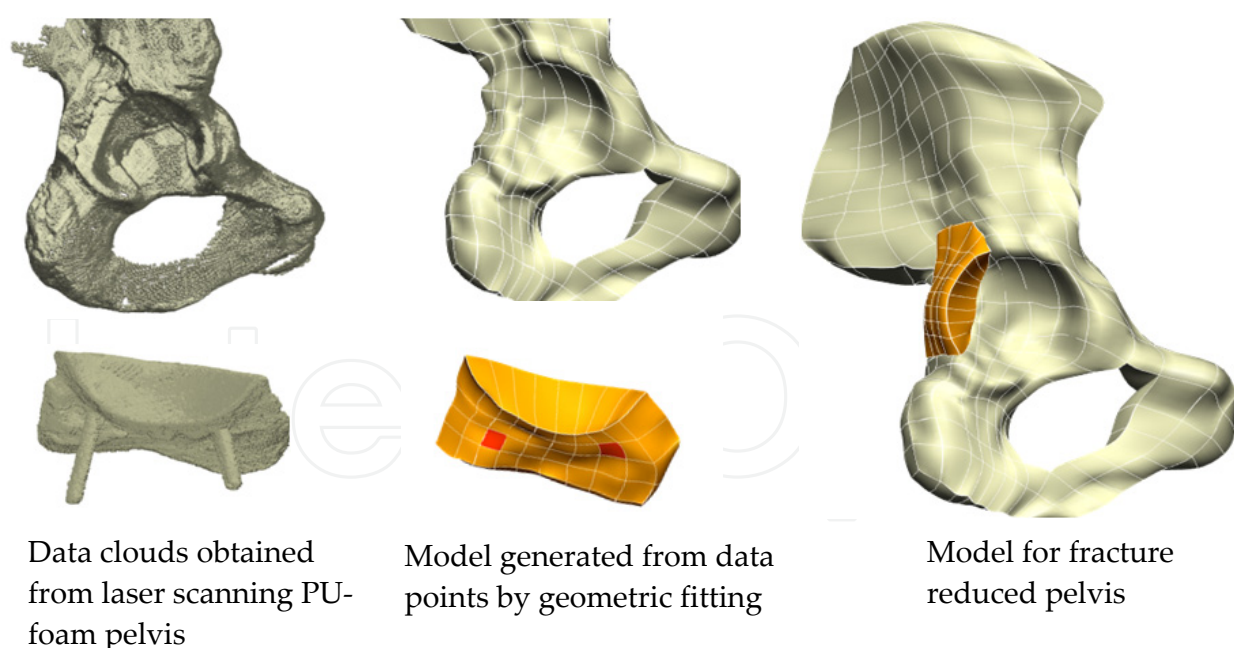 Data clouds obtained
from laser scanning PU-
foam pelvis
Model generated from data
points by geometric fitting
Model for fracture
reduced pelvis